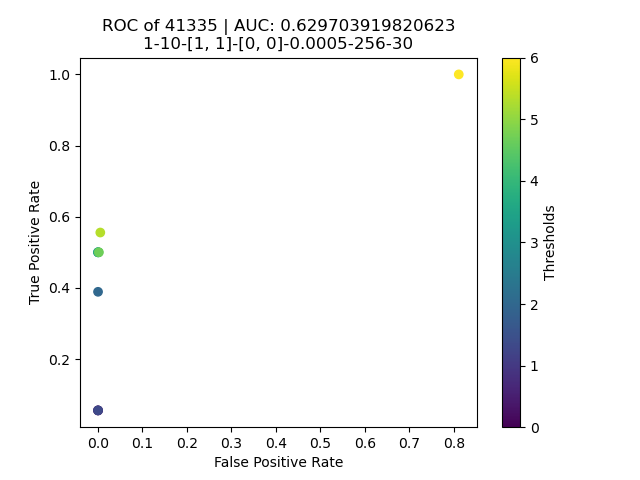 ROC of 41335 | AUC: 0.629703919820623
1-10-[1, 1]-[0, 0]-0.0005-256-30
1.0
0.8
0.6
0.4
0.2
True Positive Rate
0.0 0.1 0.2 0.3 0.4 0.5 0.6 0.7 0.8
False Positive Rate
6
5
4
3
2
1
0
Thresholds